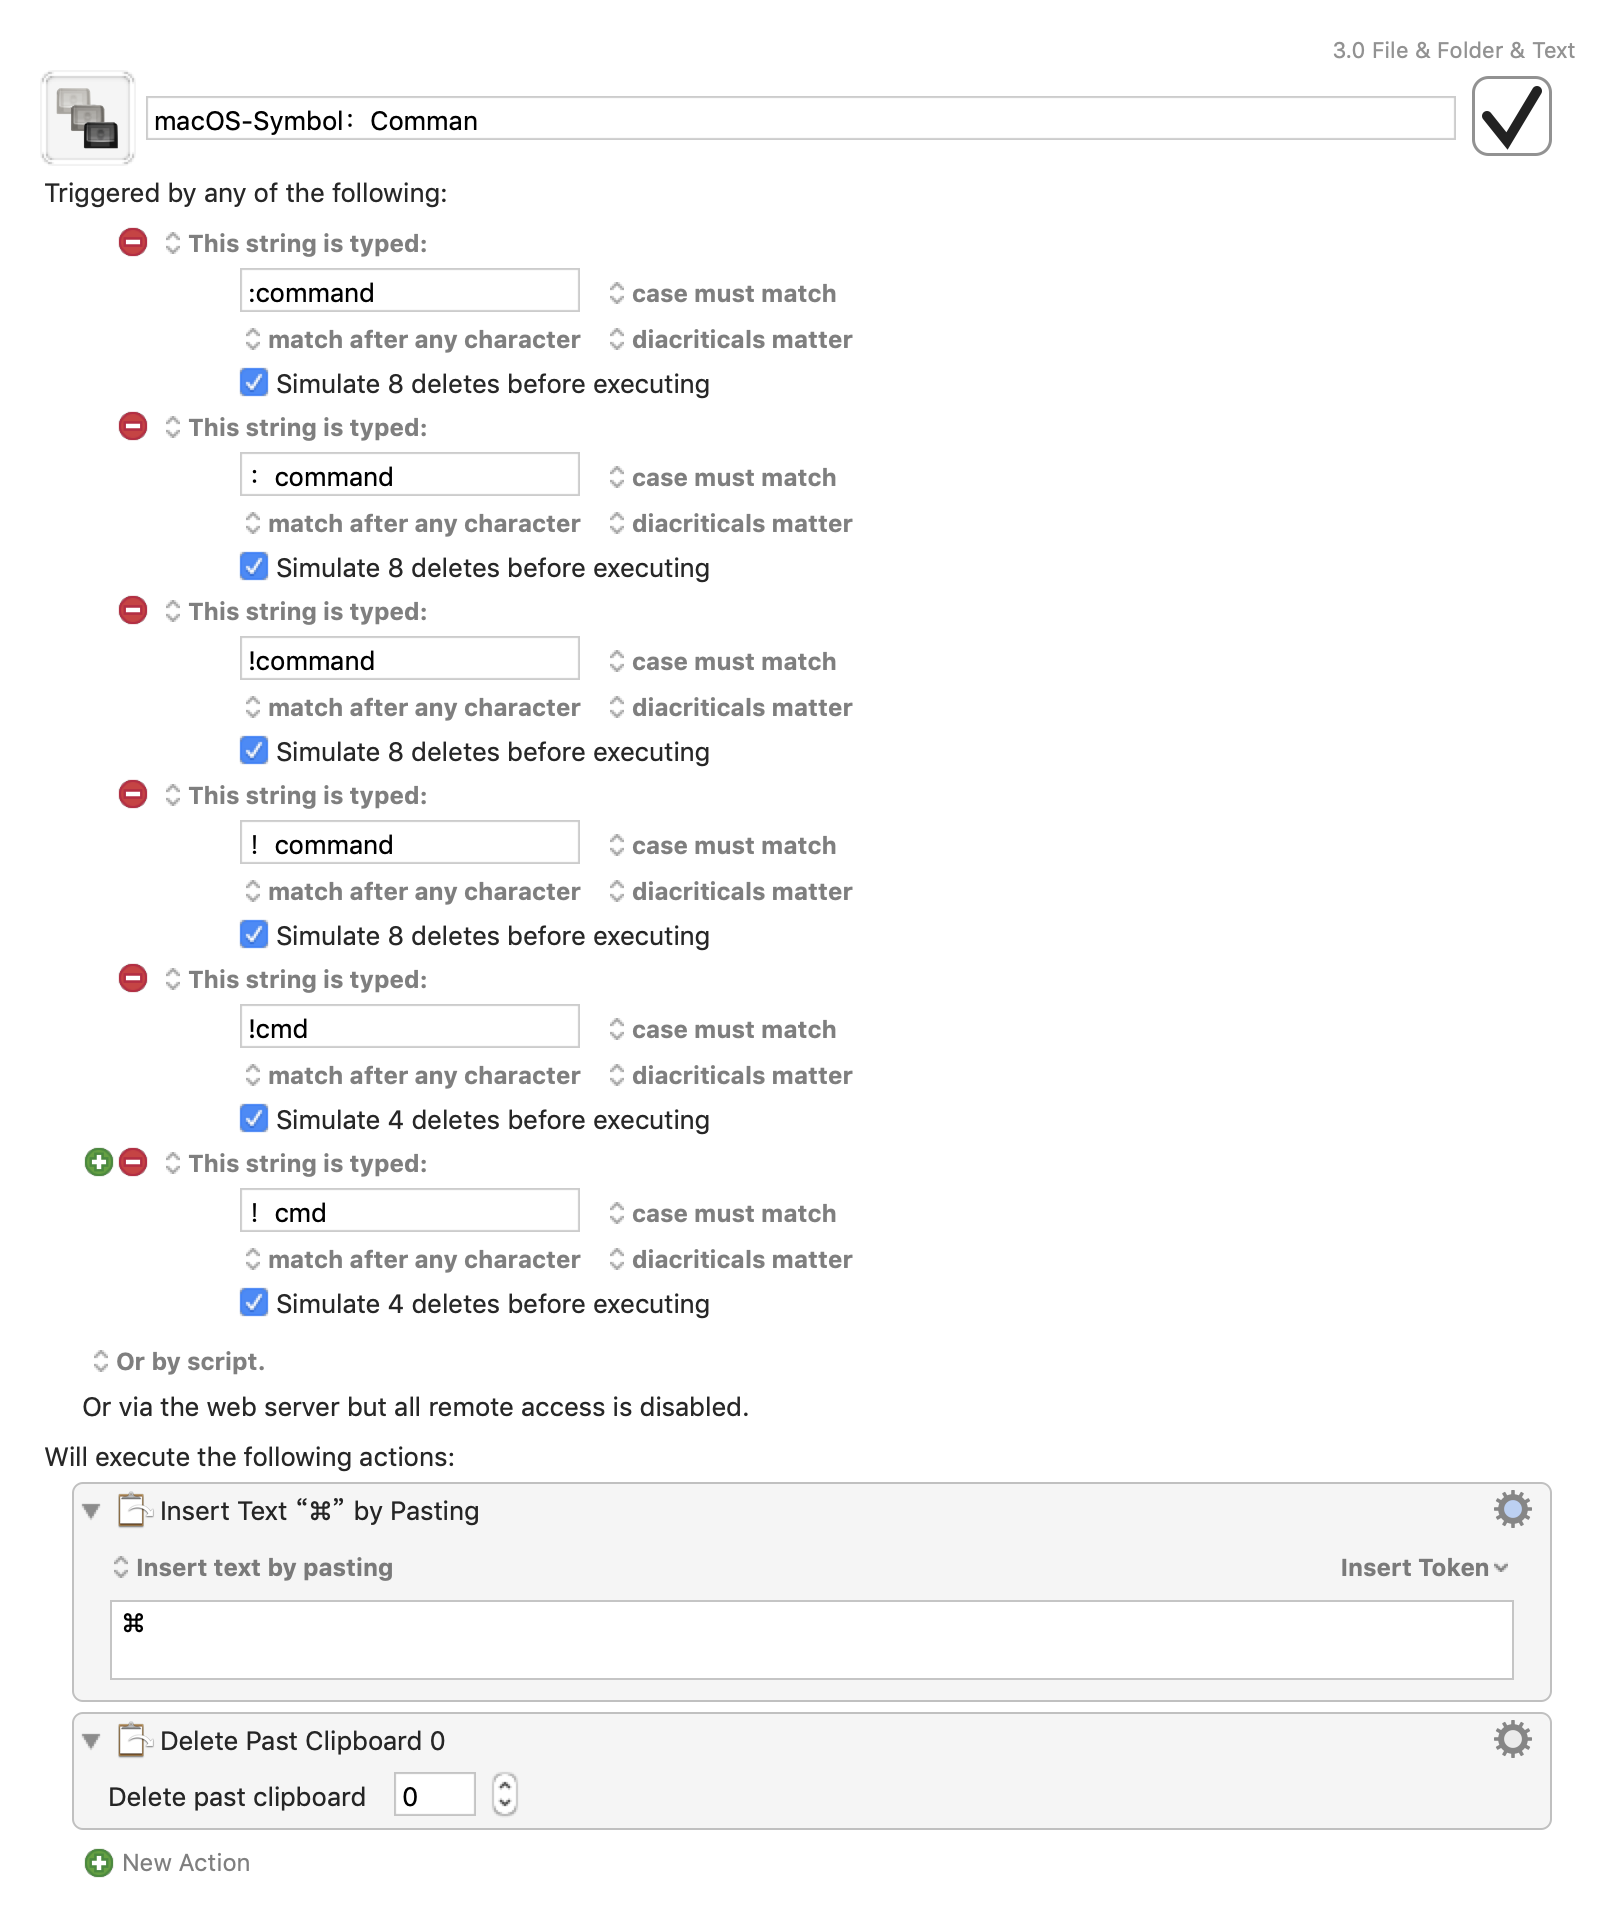 3.0 File & Folder & Text
macOS-Symbol：Comman
Triggered by any of the following:
This string is typed:
:command case must match
match after any character diacriticals matter
Simulate 8 deletes before executing
This string is typed:
：command case must match
match after any character diacriticals matter
Simulate 8 deletes before executing
This string is typed:
!command case must match
match after any character diacriticals matter
Simulate 8 deletes before executing
This string is typed:
！command case must match
match after any character diacriticals matter
Simulate 8 deletes before executing
This string is typed:
!cmd case must match
match after any character diacriticals matter
Simulate 4 deletes before executing
This string is typed:
！cmd case must match
match after any character diacriticals matter
Simulate 4 deletes before executing
Or by script.
Or via the web server but all remote access is disabled.
Will execute the following actions:
Insert Text “⌘” by Pasting
Insert text by pasting Insert Token
⌘
Delete Past Clipboard 0
Delete past clipboard 0
New Action